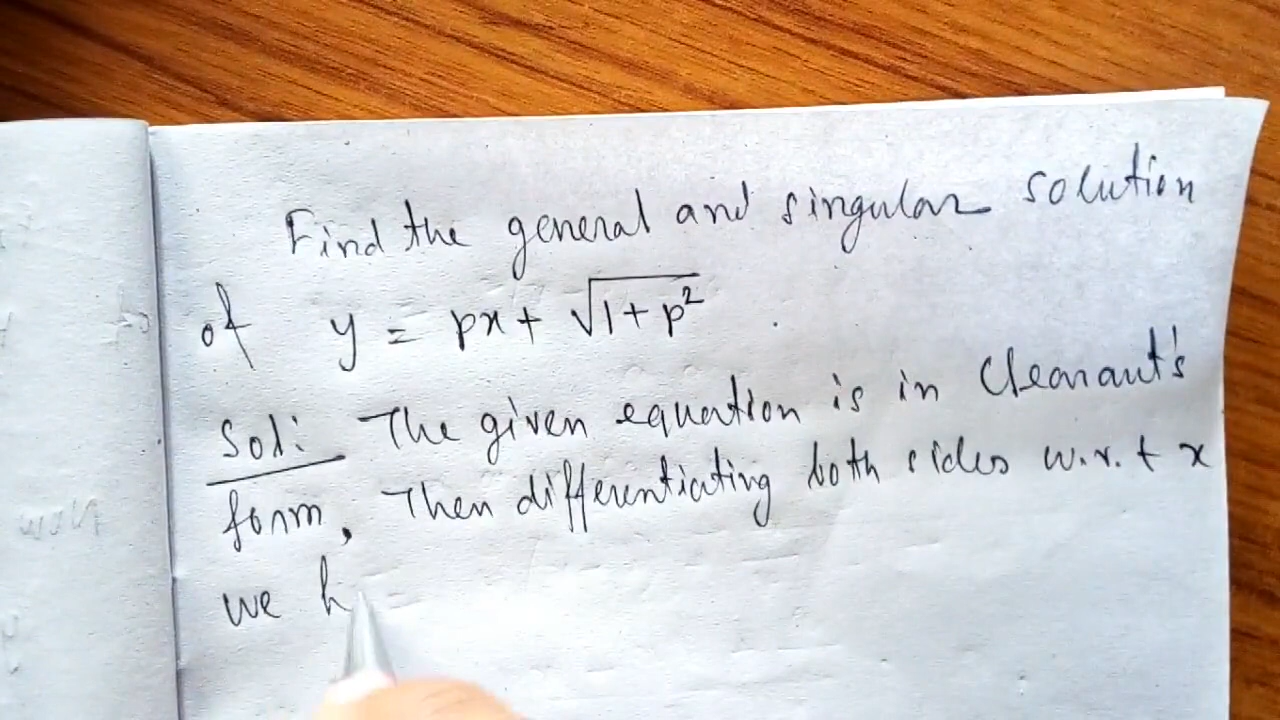 Find the general and singular solution
of y = px + √1+p²
Sol: The given equation is in Clearaut's
form, Then differentiating both sides w.r.t x
we h